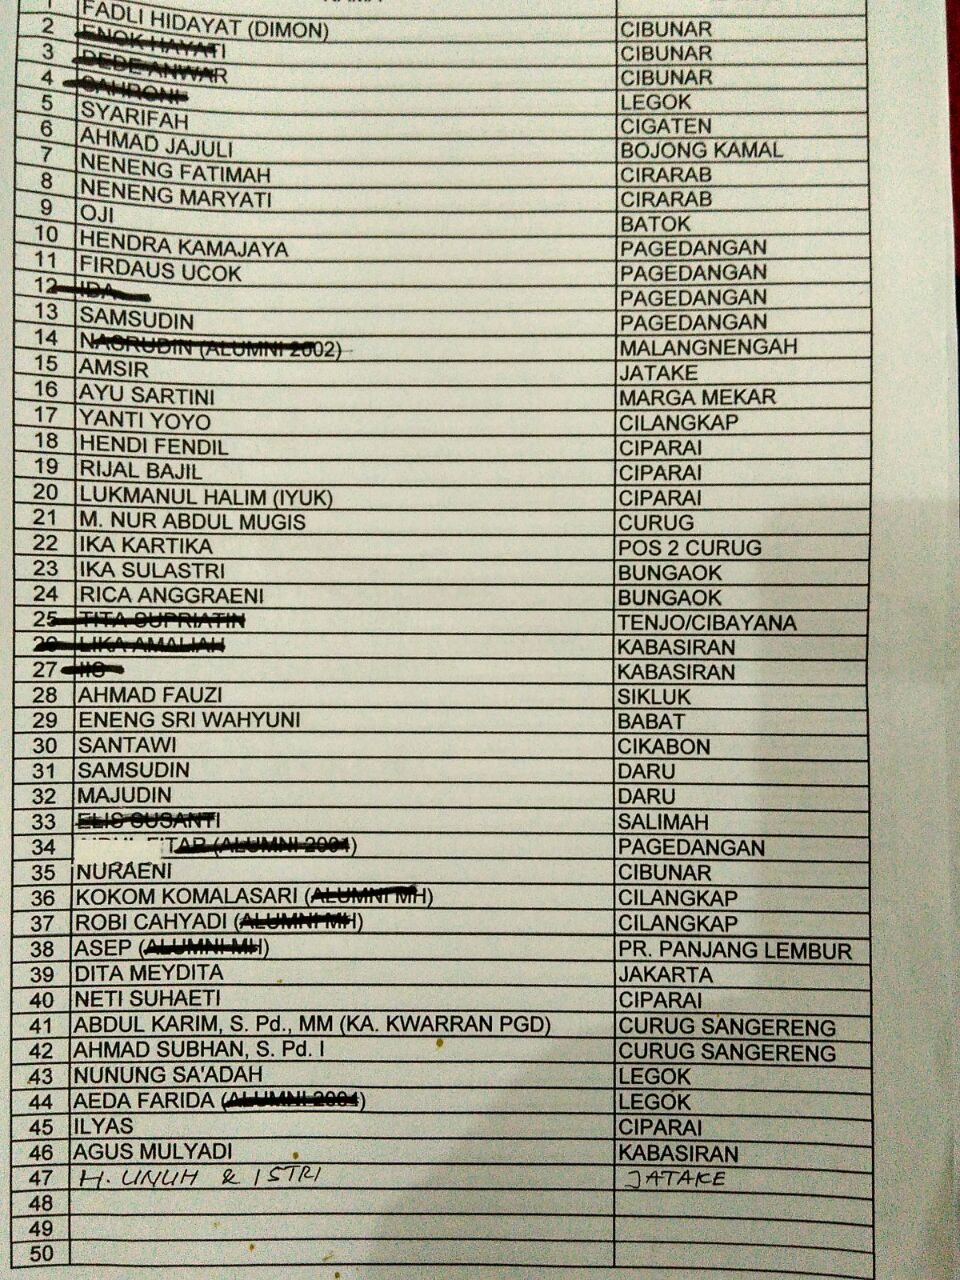 1 FADLI HIDAYAT (DIMON) CIBUNAR
2 ENOK HAYATI CIBUNAR
3 DEDE ANWAR CIBUNAR
4 SAHRONI LEGOK
5 SYARIFAH CIGATEN
6 AHMAD JAJULI BOJONG KAMAL
7 NENENG FATIMAH CIRARAB
8 NENENG MARYATI CIRARAB
9 OJI BATOK
10 HENDRA KAMAJAYA PAGEDANGAN
11 FIRDAUS UCOK PAGEDANGAN
12 IDA PAGEDANGAN
13 SAMSUDIN PAGEDANGAN
14 NASRUDIN (ALUMNI 2002) MALANGNENGAH
15 AMSIR JATAKE
16 AYU SARTINI MARGA MEKAR
17 YANTI YOYO CILANGKAP
18 HENDI FENDIL CIPARAI
19 RIJAL BAJIL CIPARAI
20 LUKMANUL HALIM (IYUK) CIPARAI
21 M. NUR ABDUL MUGIS CURUG
22 IKA KARTIKA POS 2 CURUG
23 IKA SULASTRI BUNGAOK
24 RICA ANGGRAENI BUNGAOK
25 TITA SUPRIATIN TENJO/CIBAYANA
26 LIKA AMALIAH KABASIRAN
27 IIS KABASIRAN
28 AHMAD FAUZI SIKLUK
29 ENENG SRI WAHYUNI BABAT
30 SANTAWI CIKABON
31 SAMSUDIN DARU
32 MAJUDIN DARU
33 ELIS SUSANTI SALIMAH
34 (ALUMNI 2004) PAGEDANGAN
35 NURAENI CIBUNAR
36 KOKOM KOMALASARI (ALUMNI MH) CILANGKAP
37 ROBI CAHYADI (ALUMNI MH) CILANGKAP
38 ASEP (ALUMNI MH) PR. PANJANG LEMBUR
39 DITA MEYDITA JAKARTA
40 NETI SUHAETI CIPARAI
41 ABDUL KARIM, S. Pd., MM (KA. KWARRAN PGD) CURUG SANGERENG
42 AHMAD SUBHAN, S. Pd. I CURUG SANGERENG
43 NUNUNG SA'ADAH LEGOK
44 AEDA FARIDA (ALUMNI 2004) LEGOK
45 ILYAS CIPARAI
46 AGUS MULYADI KABASIRAN
47 H. UNUH & ISTRI JATAKE
48
49
50